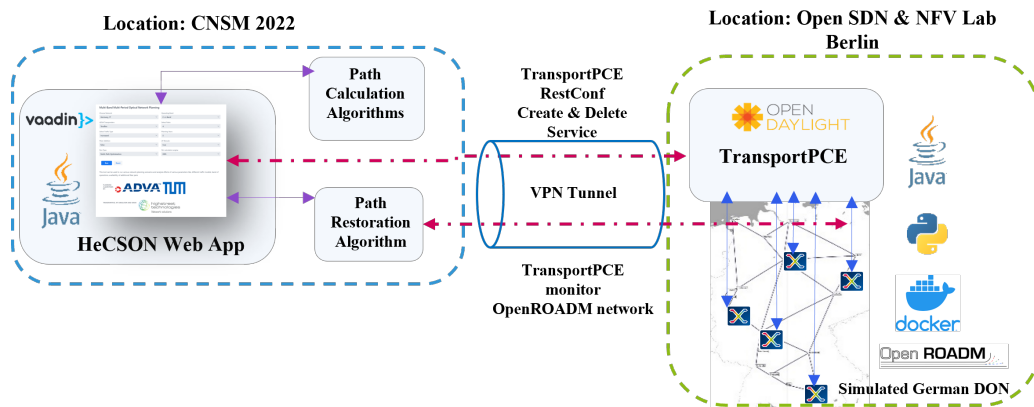 Location: CNSM 2022
Location: Open SDN & NFV Lab
Berlin
Path
Calculation
Algorithms
vaadin}>
Java
ADVA TUM
HeCSON Web App
Path
Restoration
Algorithm
TransportPCE
RestConf
Create & Delete
Service
VPN Tunnel
TransportPCE
monitor
OpenROADM network
OPEN
DAYLIGHT
TransportPCE
Java
docker
Open ROADM
Simulated German DON